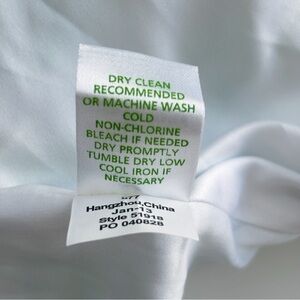 DRY CLEAN
RECOMMENDED
OR MACHINE WASH
COLD
NON-CHLORINE
BLEACH IF NEEDED
DRY PROMPTLY
TUMBLE DRY LOW
COOL IRON IF
NECESSARY
Hangzhou,China
Jan-13
Style 51918
PO 040828